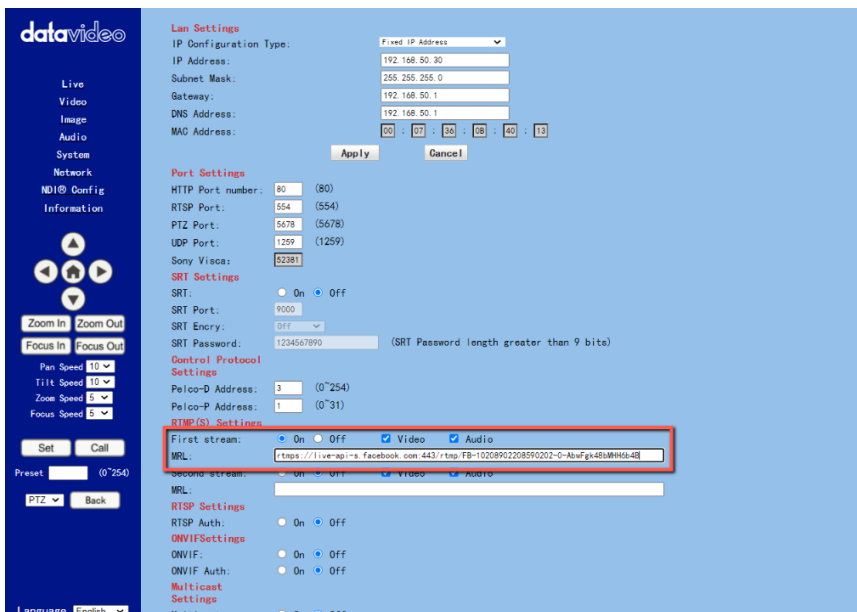 datavideo
Live
Video
Image
Audio
System
Network
NDI® Config
Information
Zoom In Zoom Out
Focus In Focus Out
Pan Speed 10
Tilt Speed 10
Zoom Speed 5
Focus Speed 5
Set Call
Preset (0~254)
PTZ Back
Language English
Lan Settings
IP Configuration Type: Fixed IP Address
IP Address: 192.168.50.30
Subnet Mask: 255.255.255.0
Gateway: 192.168.50.1
DNS Address: 192.168.50.1
MAC Address: 00 : 07 : 36 : 0B : 40 : 13
Apply Cancel
Port Settings
HTTP Port number: 80 (80)
RTSP Port: 554 (554)
PTZ Port: 5678 (5678)
UDP Port: 1259 (1259)
Sony Visca: 52381
SRT Settings
SRT: On Off
SRT Port: 9000
SRT Encry: Off
SRT Password: 1234567890 (SRT Password length greater than 9 bits)
Control Protocol
Settings
Pelco-D Address: 3 (0~254)
Pelco-P Address: 1 (0~31)
RTMP(S) Settings
First stream: On Off Video Audio
MRL: rtmps://live-api-s.facebook.com:443/rtmp/FB-10208902208590202-0-AbwFgk48bMHH6b4B
Second stream: On Off Video Audio
MRL:
RTSP Settings
RTSP Auth: On Off
ONVIFSettings
ONVIF: On Off
ONVIF Auth: On Off
Multicast
Settings